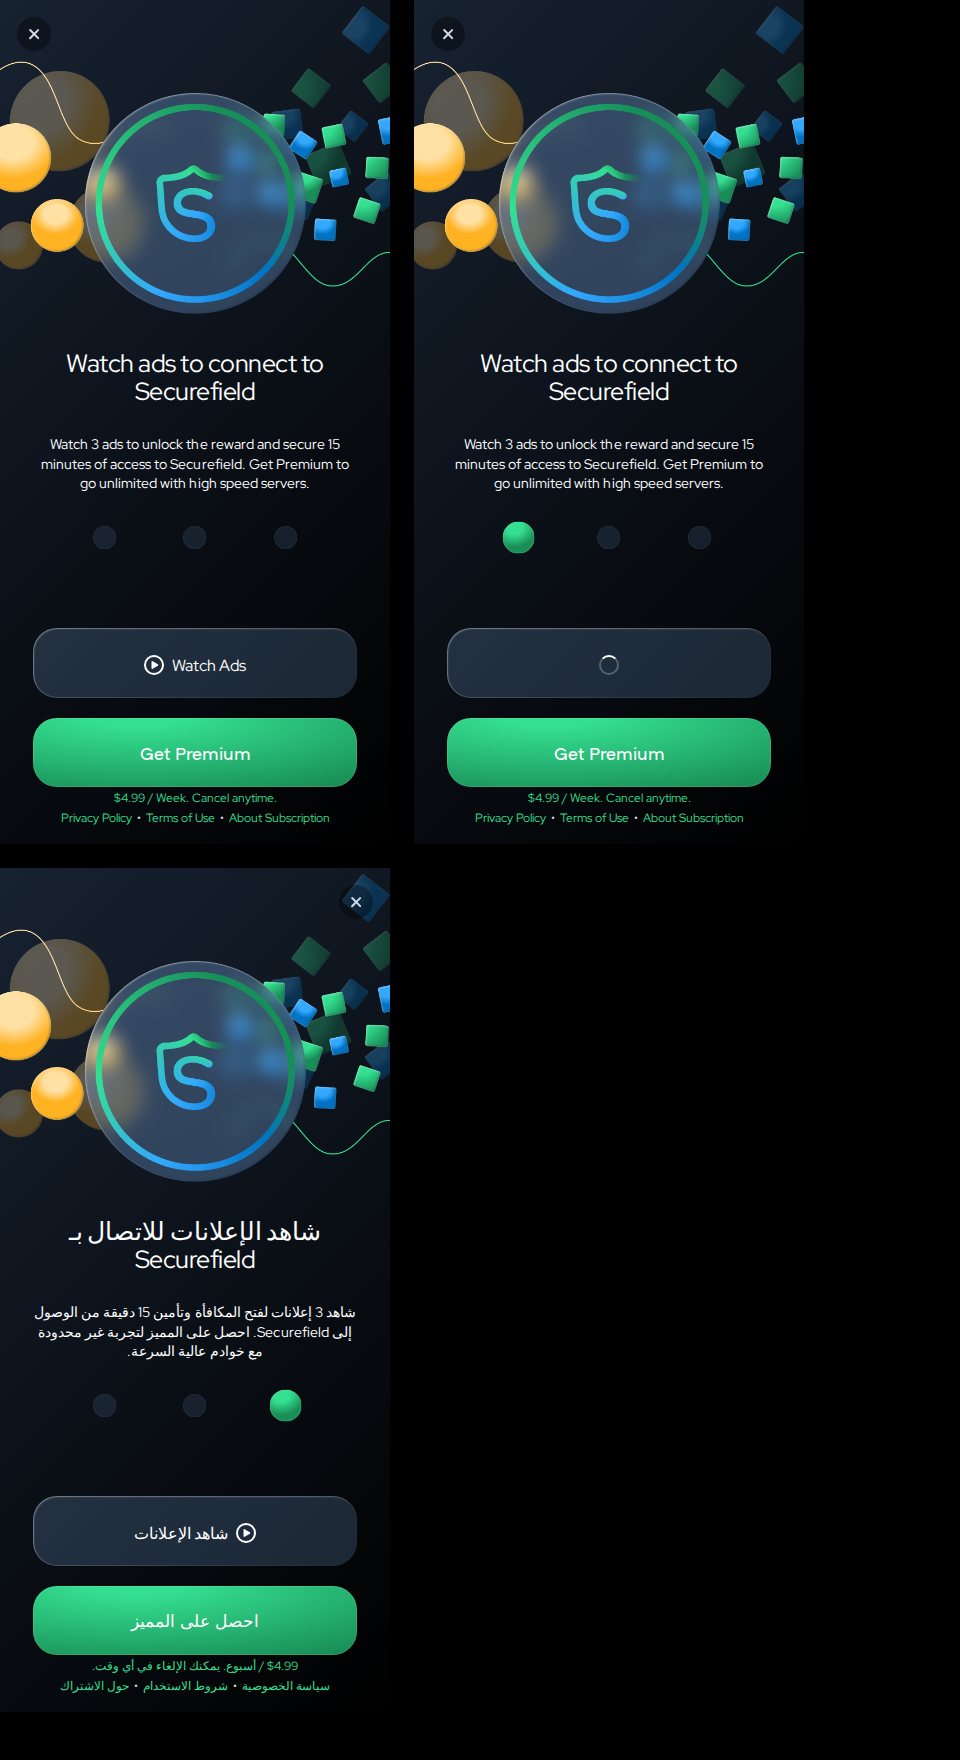 Watch ads to connect to
Securefield
Watch 3 ads to unlock the reward and secure 15
minutes of access to Securefield. Get Premium to
go unlimited with high speed servers.
Watch Ads
Get Premium
$4.99 / Week. Cancel anytime.
Privacy Policy • Terms of Use • About Subscription
Watch ads to connect to
Securefield
Watch 3 ads to unlock the reward and secure 15
minutes of access to Securefield. Get Premium to
go unlimited with high speed servers.
Get Premium
$4.99 / Week. Cancel anytime.
Privacy Policy • Terms of Use • About Subscription
شاهد الإعلانات للاتصال بـ
Securefield
شاهد 3 إعلانات لفتح المكافأة وتأمين 15 دقيقة من الوصول
إلى Securefield. احصل على المميز لتجربة غير محدودة
مع خوادم عالية السرعة.
شاهد الإعلانات
احصل على المميز
$4.99 / أسبوع. يمكنك الإلغاء في أي وقت.
سياسة الخصوصية • شروط الاستخدام • حول الاشتراك